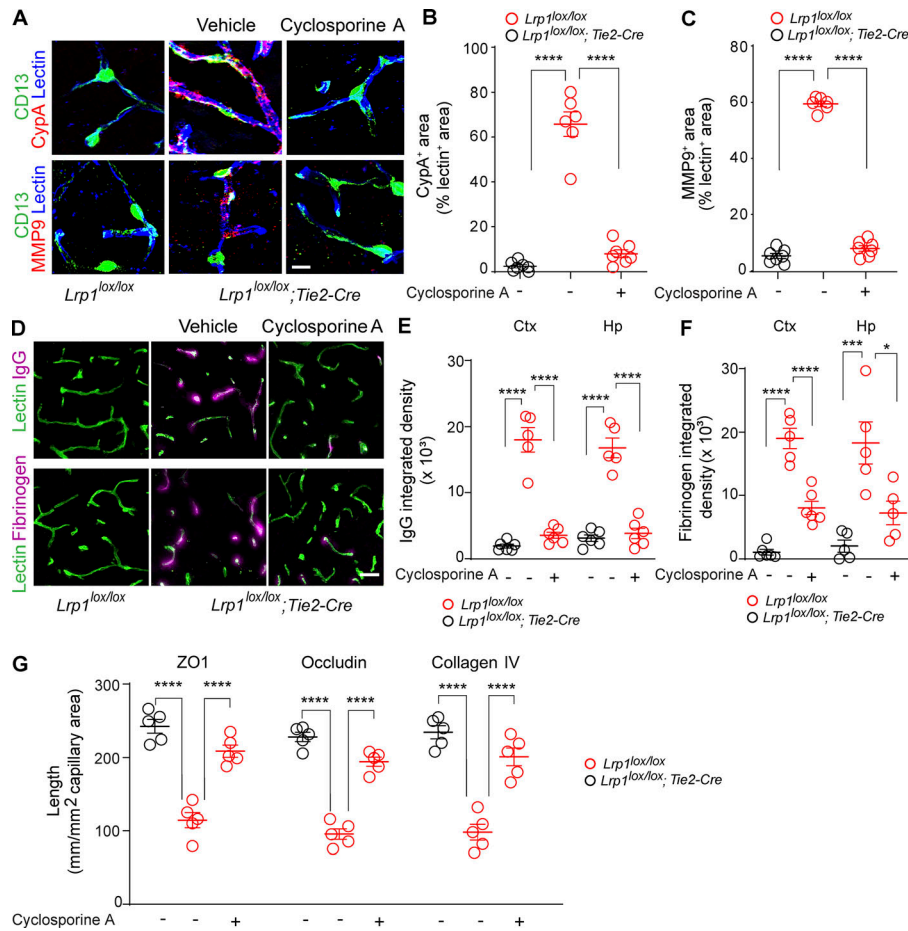 A
Vehicle
Cyclosporine A
CD13
CypA Lectin
CD13
MMP9 Lectin
Lrp1lox/lox
Lrp1lox/lox;Tie2-Cre
B
Lrp1lox/lox
Lrp1lox/lox; Tie2-Cre
CypA+ area
(% lectin+ area)
100
80
60
40
20
0
****
****
Cyclosporine A
-
-
+
C
Lrp1lox/lox
Lrp1lox/lox; Tie2-Cre
MMP9+ area
(% lectin+ area)
80
60
40
20
0
****
****
Cyclosporine A
-
-
+
D
Vehicle
Cyclosporine A
Lectin IgG
Lectin Fibrinogen
Lrp1lox/lox
Lrp1lox/lox;Tie2-Cre
E
Ctx
Hp
IgG integrated density
(x 10³)
30
20
10
0
****
****
****
****
Cyclosporine A
- - + - - +
Lrp1lox/lox
Lrp1lox/lox; Tie2-Cre
F
Ctx
Hp
Fibrinogen integrated
density (x 10³)
30
20
10
0
****
****
***
*
Cyclosporine A
- - + - - +
Lrp1lox/lox
Lrp1lox/lox; Tie2-Cre
G
ZO1
Occludin
Collagen IV
Length
(mm/mm2 capillary area)
300
200
100
0
****
****
****
****
****
****
Lrp1lox/lox
Lrp1lox/lox; Tie2-Cre
Cyclosporine A
- - + - - + - - +